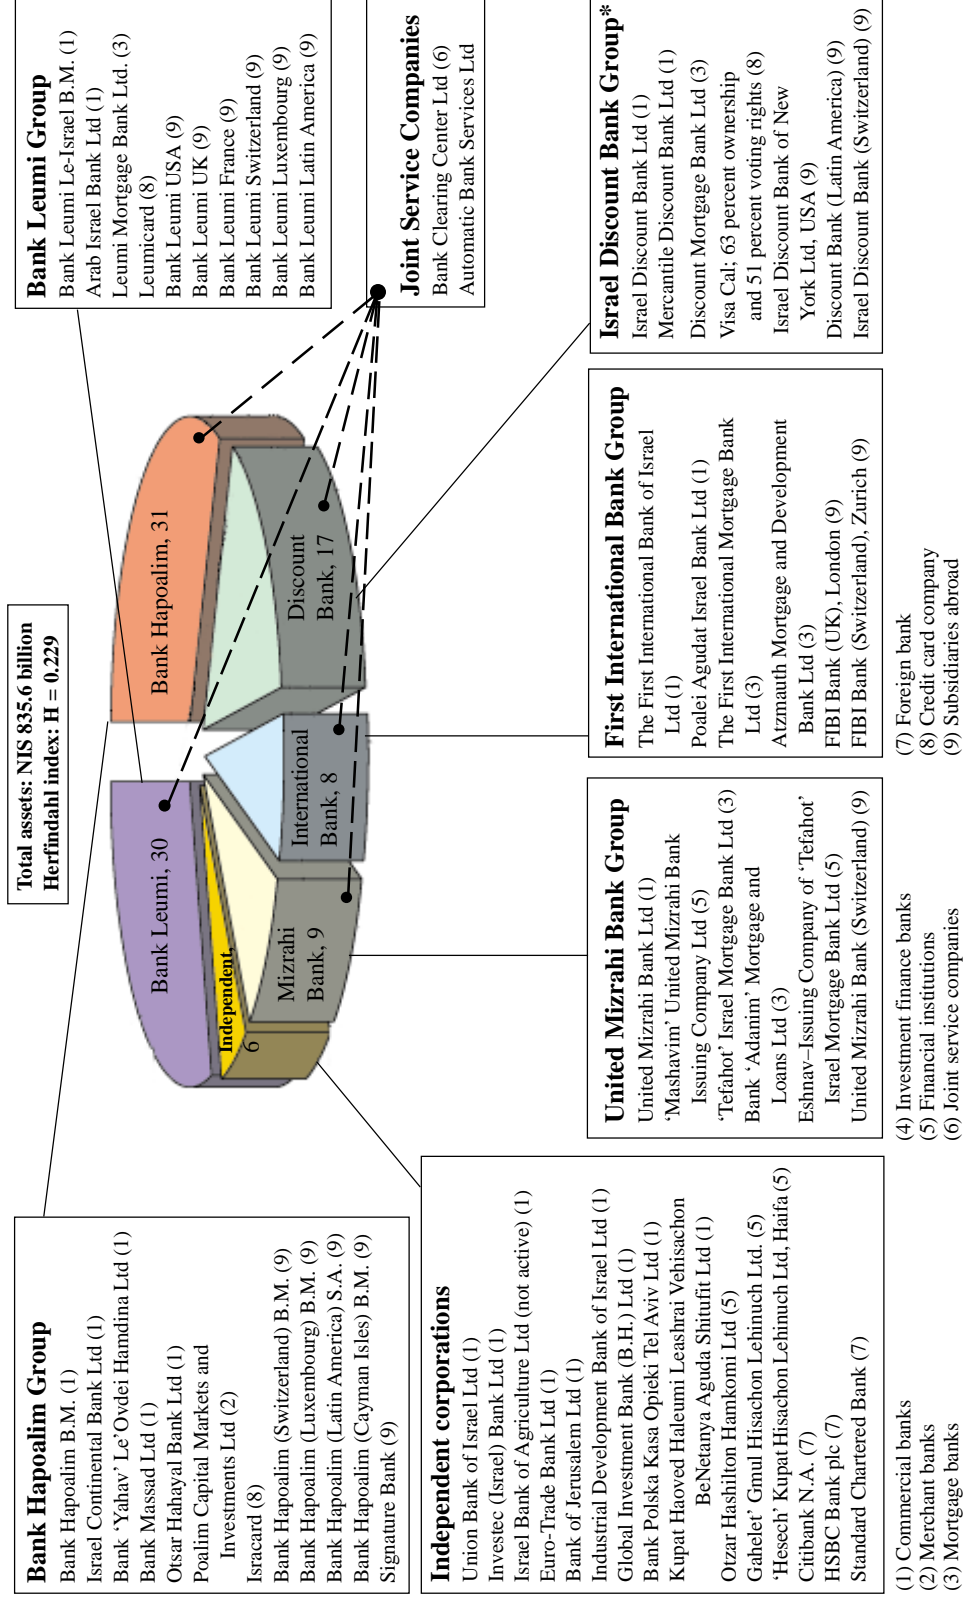 Total assets: NIS 835.6 billion
Herfindahl index: H = 0.229
Bank Hapoalim Group
Bank Hapoalim B.M. (1)
Israel Continental Bank Ltd (1)
Bank ‘Yahav’ Le’Ovdei Hamdina Ltd (1)
Bank Massad Ltd (1)
Otsar Hahayal Bank Ltd (1)
Poalim Capital Markets and
Investments Ltd (2)
Isracard (8)
Bank Hapoalim (Switzerland) B.M. (9)
Bank Hapoalim (Luxembourg) B.M. (9)
Bank Hapoalim (Latin America) S.A. (9)
Bank Hapoalim (Cayman Isles) B.M. (9)
Signature Bank (9)
Bank Leumi, 30
Bank Hapoalim, 31
Independent,
6
Mizrahi
Bank, 9
International
Bank, 8
Discount
Bank, 17
Bank Leumi Group
Bank Leumi Le-Israel B.M. (1)
Arab Israel Bank Ltd (1)
Leumi Mortgage Bank Ltd. (3)
Leumicard (8)
Bank Leumi USA (9)
Bank Leumi UK (9)
Bank Leumi France (9)
Bank Leumi Switzerland (9)
Bank Leumi Luxembourg (9)
Bank Leumi Latin America (9)
Joint Service Companies
Bank Clearing Center Ltd (6)
Automatic Bank Services Ltd
Independent corporations
Union Bank of Israel Ltd (1)
Investec (Israel) Bank Ltd (1)
Israel Bank of Agriculture Ltd (not active) (1)
Euro-Trade Bank Ltd (1)
Bank of Jerusalem Ltd (1)
Industrial Development Bank of Israel Ltd (1)
Global Investment Bank (B.H.) Ltd (1)
Bank Polska Kasa Opieki Tel Aviv Ltd (1)
Kupat Haoved Haleumi Leashrai Vehisachon
BeNetanya Aguda Shitufit Ltd (1)
Otzar Hashilton Hamkomi Ltd (5)
Gahelet’ Gmul Hisachon Lehinuch Ltd. (5)
‘Hesech’ Kupat Hisachon Lehinuch Ltd, Haifa (5)
Citibank N.A. (7)
HSBC Bank plc (7)
Standard Chartered Bank (7)
United Mizrahi Bank Group
United Mizrahi Bank Ltd (1)
‘Mashavim’ United Mizrahi Bank
Issuing Company Ltd (5)
‘Tefahot’ Israel Mortgage Bank Ltd (3)
Bank ‘Adanim’ Mortgage and
Loans Ltd (3)
Eshnav–Issuing Company of ‘Tefahot’
Israel Mortgage Bank Ltd (5)
United Mizrahi Bank (Switzerland) (9)
First International Bank Group
The First International Bank of Israel
Ltd (1)
Poalei Agudat Israel Bank Ltd (1)
The First International Mortgage Bank
Ltd (3)
Atzmauth Mortgage and Development
Bank Ltd (3)
FIBI Bank (UK), London (9)
FIBI Bank (Switzerland), Zurich (9)
Israel Discount Bank Group*
Israel Discount Bank Ltd (1)
Mercantile Discount Bank Ltd (1)
Discount Mortgage Bank Ltd (3)
Visa Cal; 63 percent ownership
and 51 percent voting rights (8)
Israel Discount Bank of New
York Ltd, USA (9)
Discount Bank (Latin America) (9)
Israel Discount Bank (Switzerland) (9)
(1) Commercial banks
(2) Merchant banks
(3) Mortgage banks
(4) Investment finance banks
(5) Financial institutions
(6) Joint service companies
(7) Foreign bank
(8) Credit card company
(9) Subsidiaries abroad